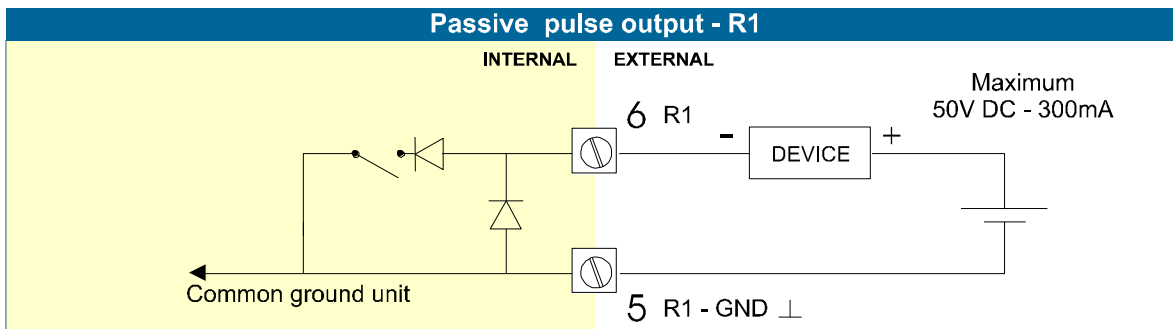 Passive pulse output - R1
INTERNAL
EXTERNAL
Maximum
50V DC - 300mA
6 R1
-
DEVICE
+
Common ground unit
5 R1 - GND ⊥